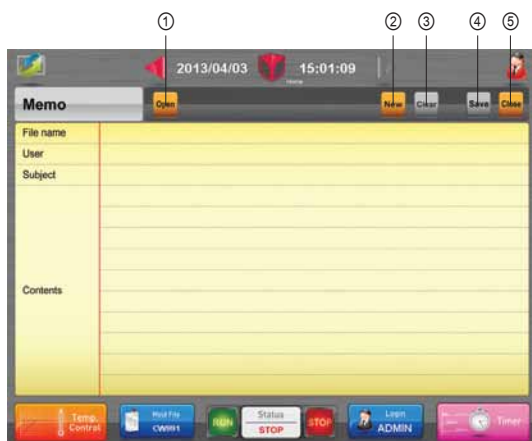 ① ② ③ ④ ⑤
2013/04/03 15:01:09
Home
Memo Open New Clear Save Close
File name
User
Subject
Contents
Temp. Control
Mold File
CW001
RUN
Status
STOP
STOP
Login
ADMIN
Timer